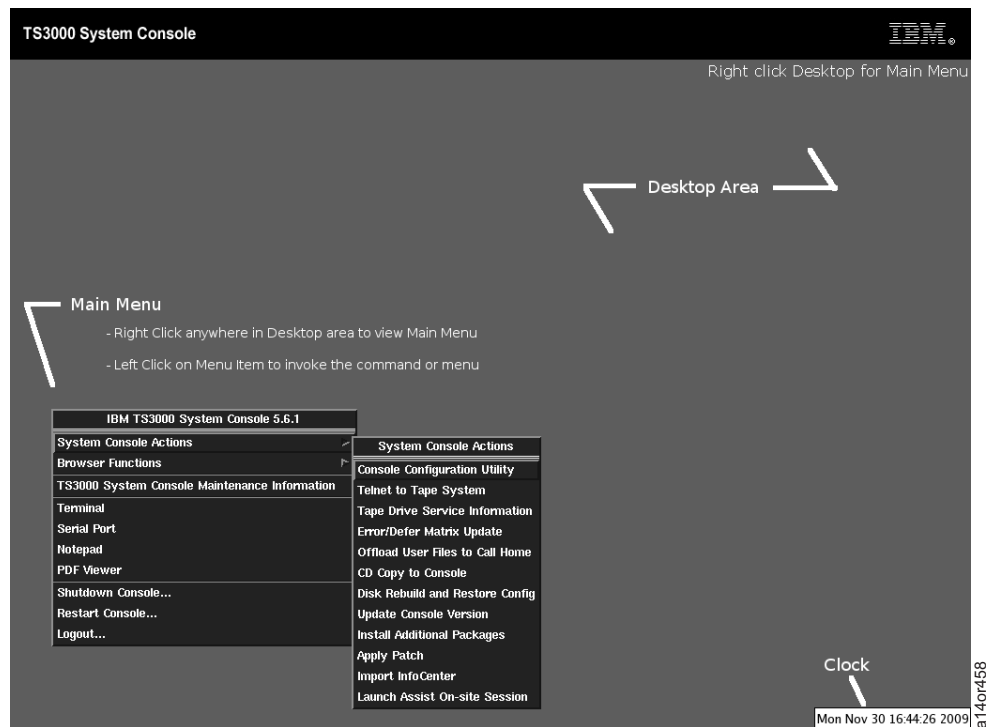 TS3000 System Console
IBM®
Right click Desktop for Main Menu
Desktop Area
Main Menu
- Right Click anywhere in Desktop area to view Main Menu
- Left Click on Menu Item to invoke the command or menu
IBM TS3000 System Console 5.6.1
System Console Actions
Browser Functions
TS3000 System Console Maintenance Information
Terminal
Serial Port
Notepad
PDF Viewer
Shutdown Console...
Restart Console...
Logout...
System Console Actions
Console Configuration Utility
Telnet to Tape System
Tape Drive Service Information
Error/Defer Matrix Update
Offload User Files to Call Home
CD Copy to Console
Disk Rebuild and Restore Config
Update Console Version
Install Additional Packages
Apply Patch
Import InfoCenter
Launch Assist On-site Session
Clock
Mon Nov 30 16:44:26 2009
a14or458